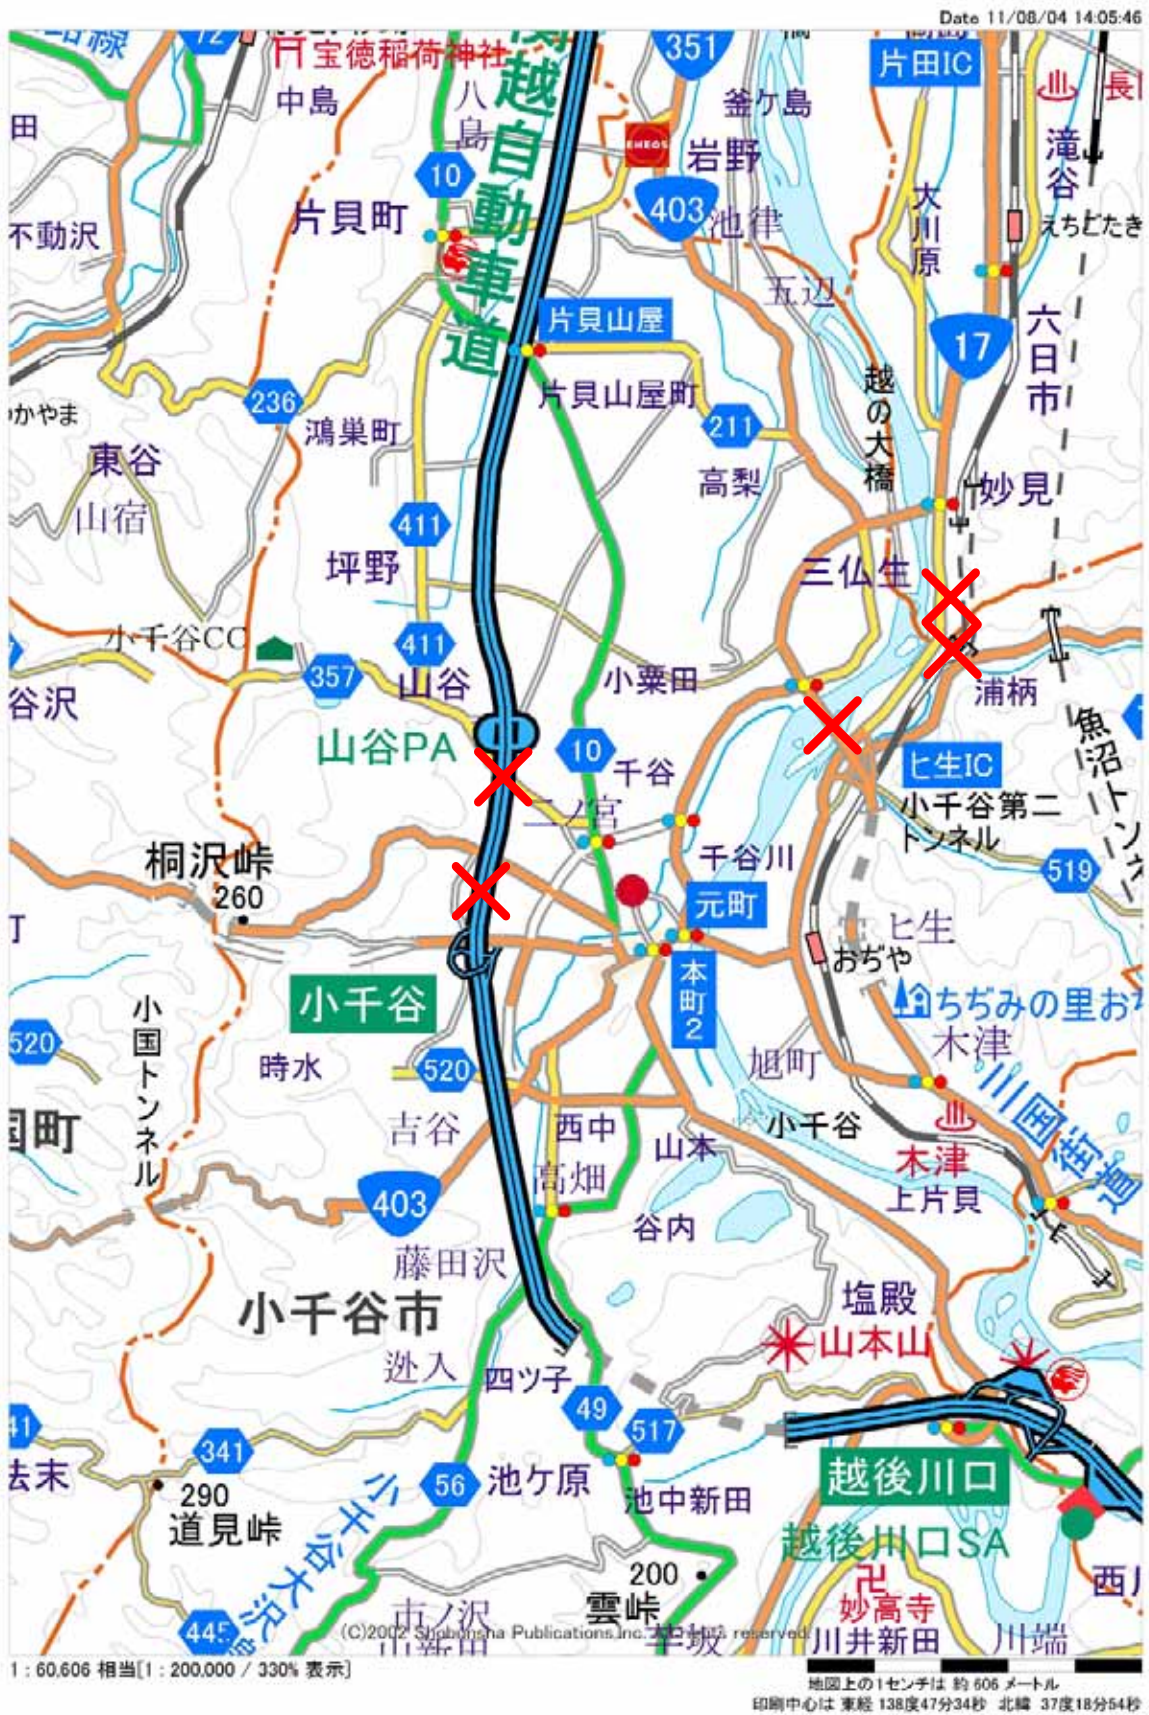 Date 11/08/04 14:05:46
72
宝徳稲荷神社
351
片田IC
中島
八島
釜ケ島
関越自動車道
田
ENEOS
岩野
滝谷
10
403
池律
大川原
片貝町
不動沢
えちごたき
五辺
片貝山屋
17
六日市
越の大橋
236
片貝山屋町
かやま
鴻巣町
211
東谷
高梨
妙見
山宿
411
坪野
三仏生
小千谷CC
411
357
山谷
小粟田
谷沢
浦柄
山谷PA
10
千谷
魚沼トンネ
ヒ生IC
二ノ宮
小千谷第二
トンネル
桐沢峠
千谷川
519
260
元町
ヒ生
おぢや
小千谷
本町2
ちぢみの里お
小国トンネル
520
時水
520
旭町
木津
三国街道
国町
吉谷
西中
小千谷
山本
木津
高畑
上片貝
403
谷内
藤田沢
塩殿
小千谷市
山本山
逧入
四ツ子
49
517
41
341
法末
56
池ケ原
越後川口
290
道見峠
池中新田
小千谷大沢
越後川口SA
200
雲峠
西川
卍
妙高寺
445
市ノ沢
(C)2002 Shobunsha Publications,Inc. All rights reserved.
川井新田
川端
1 : 60,606 相当[1 : 200,000 / 330% 表示]
地図上の1センチは 約 606 メートル
印刷中心は 東経 138度47分34秒 北緯 37度18分54秒